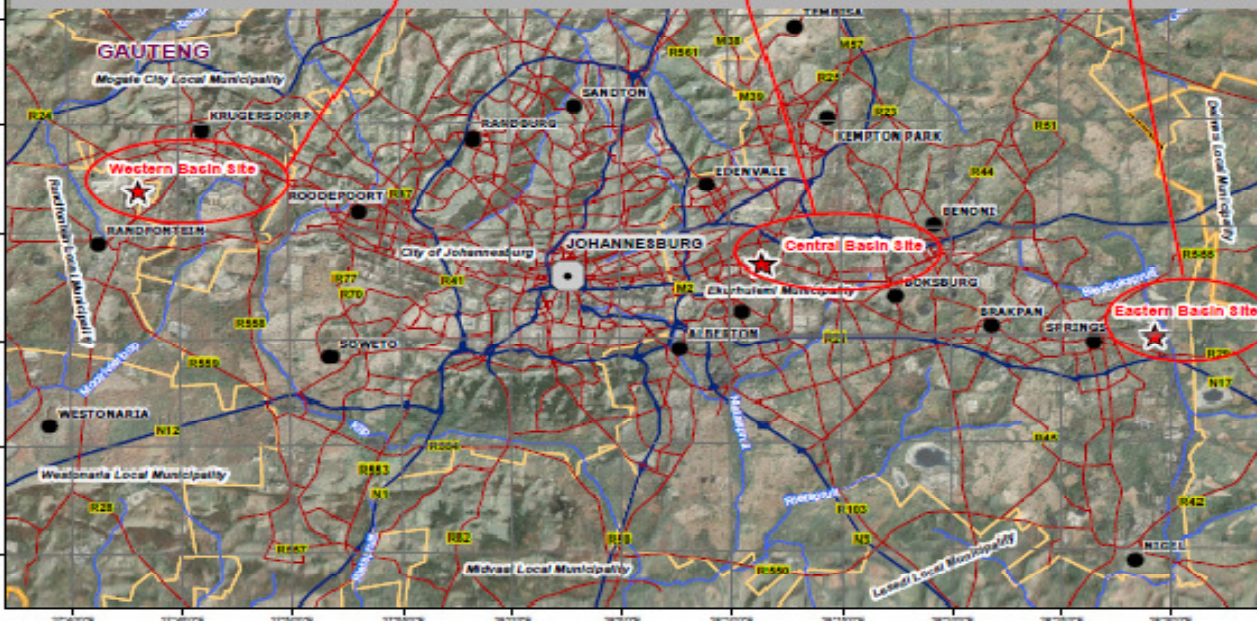 TEMBISA
R561
M38
M57
GAUTENG
Mogale City Local Municipality
R25
SANDTON
M39
R24
KRUGERSDORP
R23
RANDBURG
R51
KEMPTON PARK
Western Basin Site
EDENVALE
R44
ROODEPOORT
BENONI
RANDFONTEIN
Randfontein Local Municipality
City of Johannesburg
JOHANNESBURG
Central Basin Site
R77
R41
R70
M2
Ekurhuleni Municipality
BOKSBURG
Blesbokspruit
BRAKPAN
Eastern Basin Site
R558
SOWETO
ALBERTON
R21
SPRINGS
R559
R29
N17
WESTONARIA
Klip
N12
R554
Westonaria Local Municipality
R553
N1
R28
Rietspruit
R42
R103
R557
R82
R59
N3
NIGEL
Midvaal Local Municipality
R550
Lesedi Local Municipality